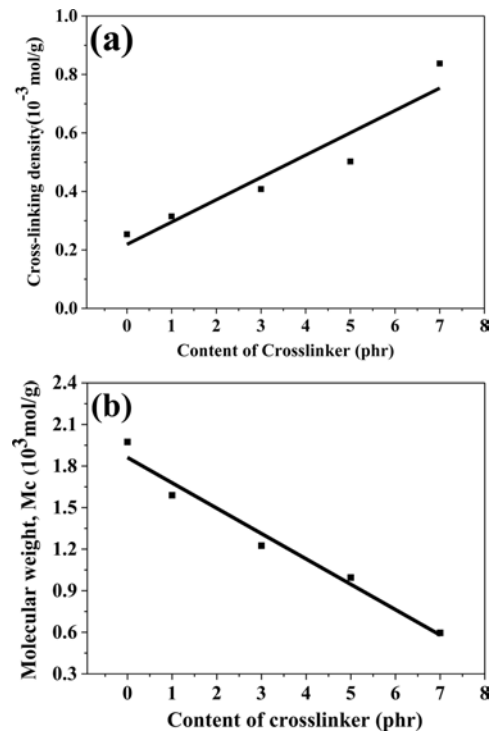 (a)
Cross-linking density(10⁻³ mol/g)
1.0
0.8
0.6
0.4
0.2
0.0
0 1 2 3 4 5 6 7 8
Content of Crosslinker (phr)
(b)
Molecular weight, Mc (10³mol/g)
2.4
2.1
1.8
1.5
1.2
0.9
0.6
0.3
0 1 2 3 4 5 6 7 8
Content of crosslinker (phr)